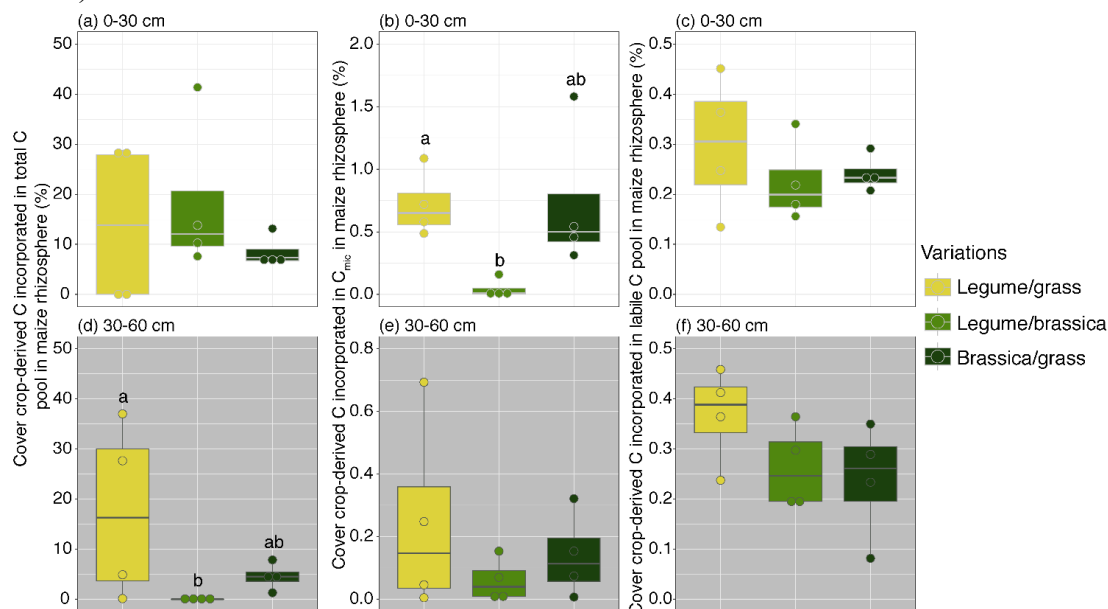 (a) 0-30 cm
(b) 0-30 cm
(c) 0-30 cm
Cover crop-derived C incorporated in total C
pool in maize rhizosphere (%)
50
40
30
20
10
0
Cover crop-derived C incorporated in Cmic in maize rhizosphere (%)
2.0
1.5
1.0
0.5
0.0
a
b
ab
Cover crop-derived C incorporated in labile C pool in maize rhizosphere (%)
0.5
0.4
0.3
0.2
0.1
0.0
Variations
Legume/grass
Legume/brassica
Brassica/grass
(d) 30-60 cm
(e) 30-60 cm
(f) 30-60 cm
50
40
30
20
10
0
a
b
ab
0.8
0.6
0.4
0.2
0.0
0.5
0.4
0.3
0.2
0.1
0.0